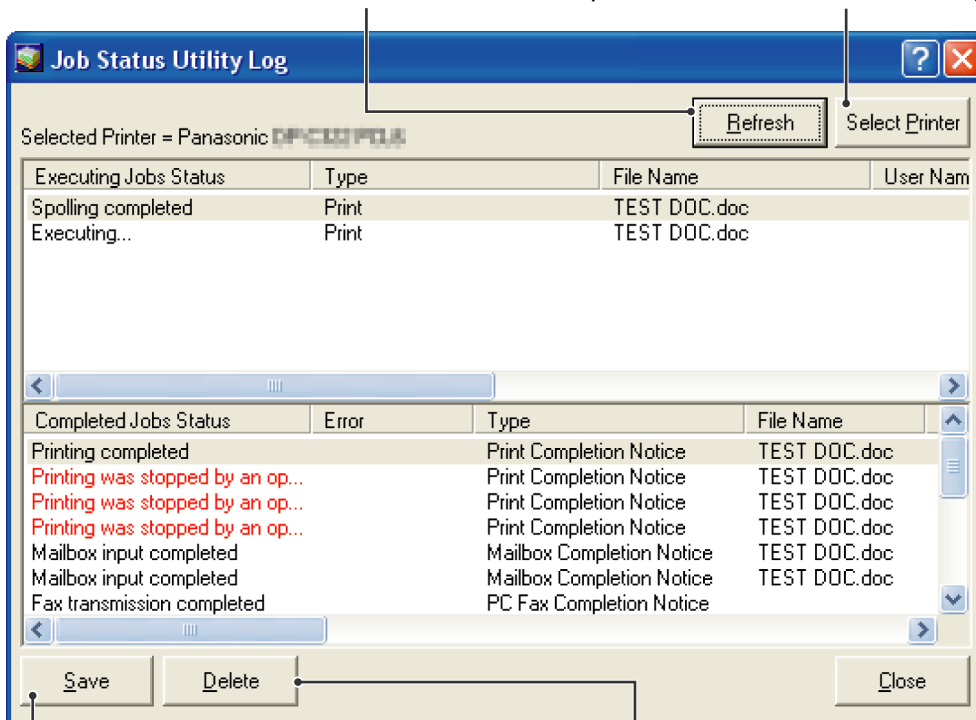 Job Status Utility Log
Selected Printer = Panasonic
Refresh
Select Printer
Executing Jobs Status Type File Name User Nam
Spolling completed Print TEST DOC.doc
Executing... Print TEST DOC.doc
Completed Jobs Status Error Type File Name
Printing completed Print Completion Notice TEST DOC.doc
Printing was stopped by an op... Print Completion Notice TEST DOC.doc
Printing was stopped by an op... Print Completion Notice TEST DOC.doc
Printing was stopped by an op... Print Completion Notice TEST DOC.doc
Mailbox input completed Mailbox Completion Notice TEST DOC.doc
Mailbox input completed Mailbox Completion Notice TEST DOC.doc
Fax transmission completed PC Fax Completion Notice
Save Delete Close